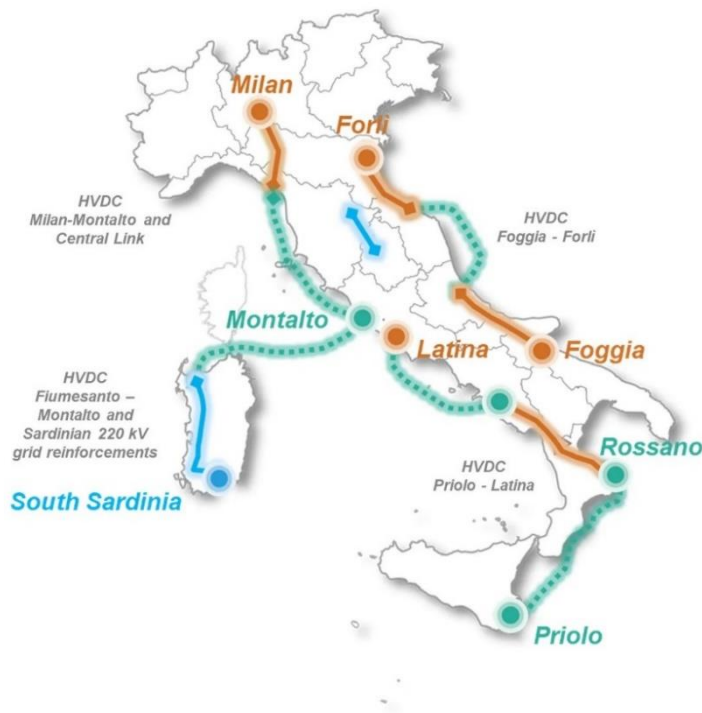 Milan
Forlì
HVDC
Milan-Montalto and
Central Link
HVDC
Foggia - Forlì
Montalto
Latina
Foggia
HVDC
Fiumesanto –
Montalto and
Sardinian 220 kV
grid reinforcements
Rossano
HVDC
Priolo - Latina
South Sardinia
Priolo